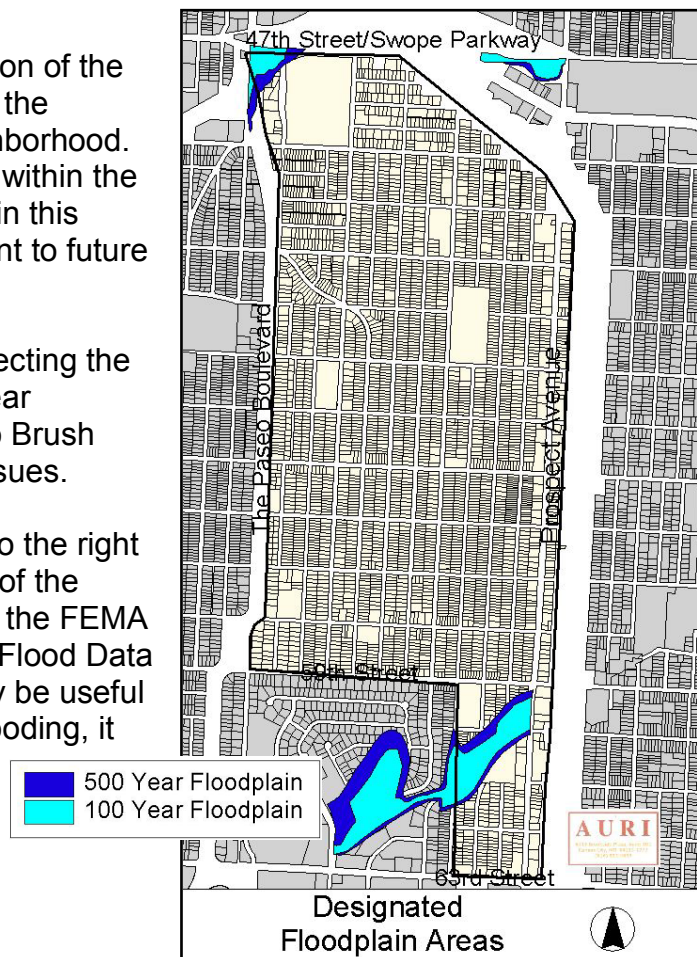 on of the
the
nborhood.
within the
in this
nt to future
ecting the
ear
o Brush
sues.
o the right
of the
the FEMA
Flood Data
y be useful
ooding, it
47th Street/Swope Parkway
The Paseo Boulevard
Prospect Avenue
59th Street
63rd Street
500 Year Floodplain
100 Year Floodplain
AURI
Designated
Floodplain Areas